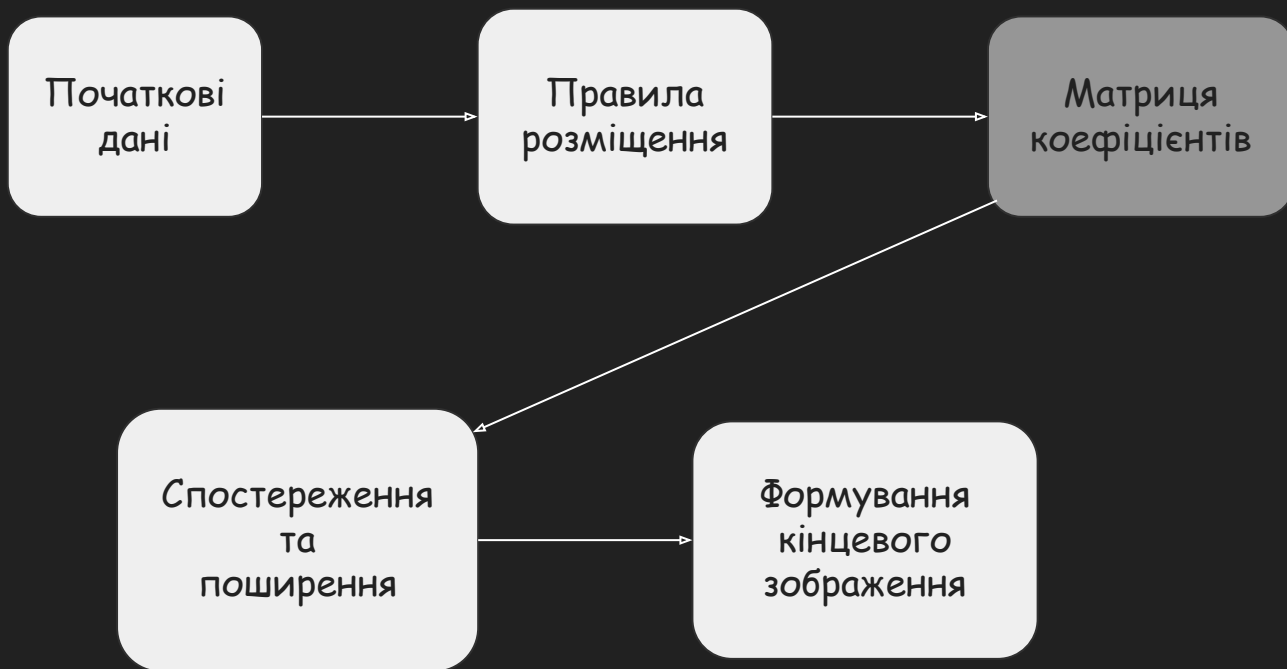 Початкові
дані
Правила
розміщення
Матриця
коефіцієнтів
Спостереження
та
поширення
Формування
кінцевого
зображення